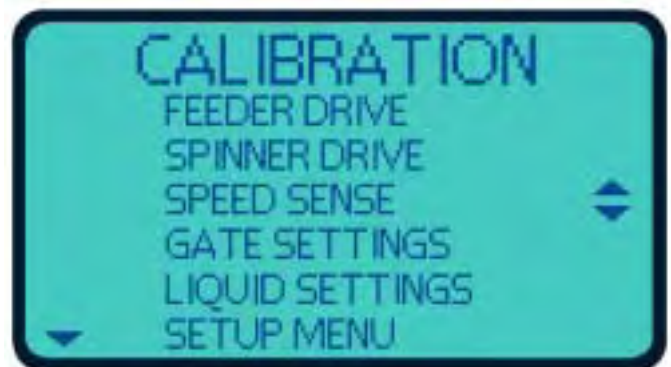 CALIBRATION
FEEDER DRIVE
SPINNER DRIVE
SPEED SENSE
GATE SETTINGS
LIQUID SETTINGS
SETUP MENU